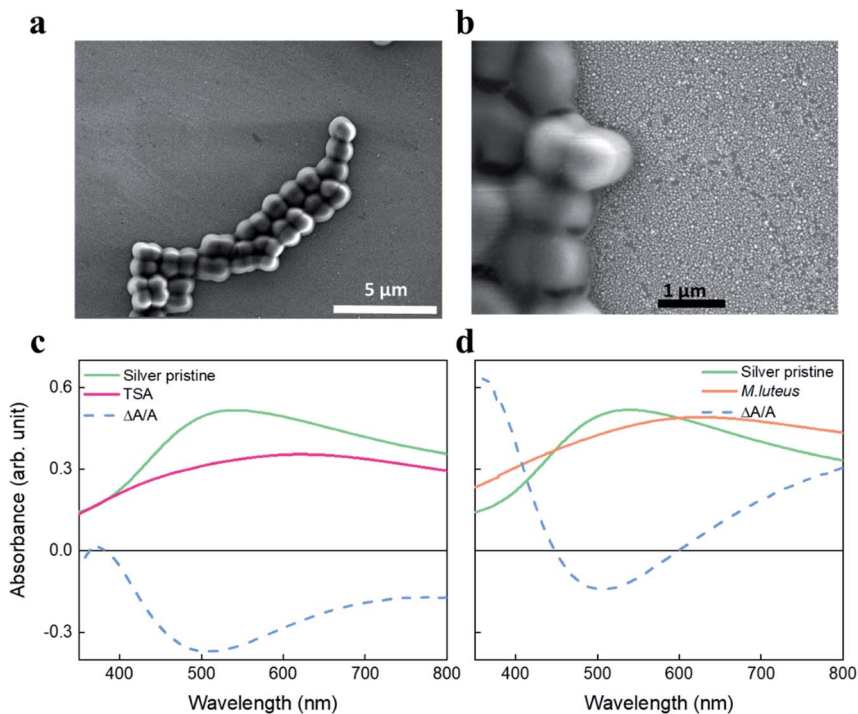 a
b
5 µm
1 µm
c
d
Absorbance (arb. unit)
0.6
0.3
0.0
-0.3
Silver pristine
TSA
ΔA/A
400 500 600 700 800
Wavelength (nm)
Silver pristine
M.luteus
ΔA/A
400 500 600 700 800
Wavelength (nm)